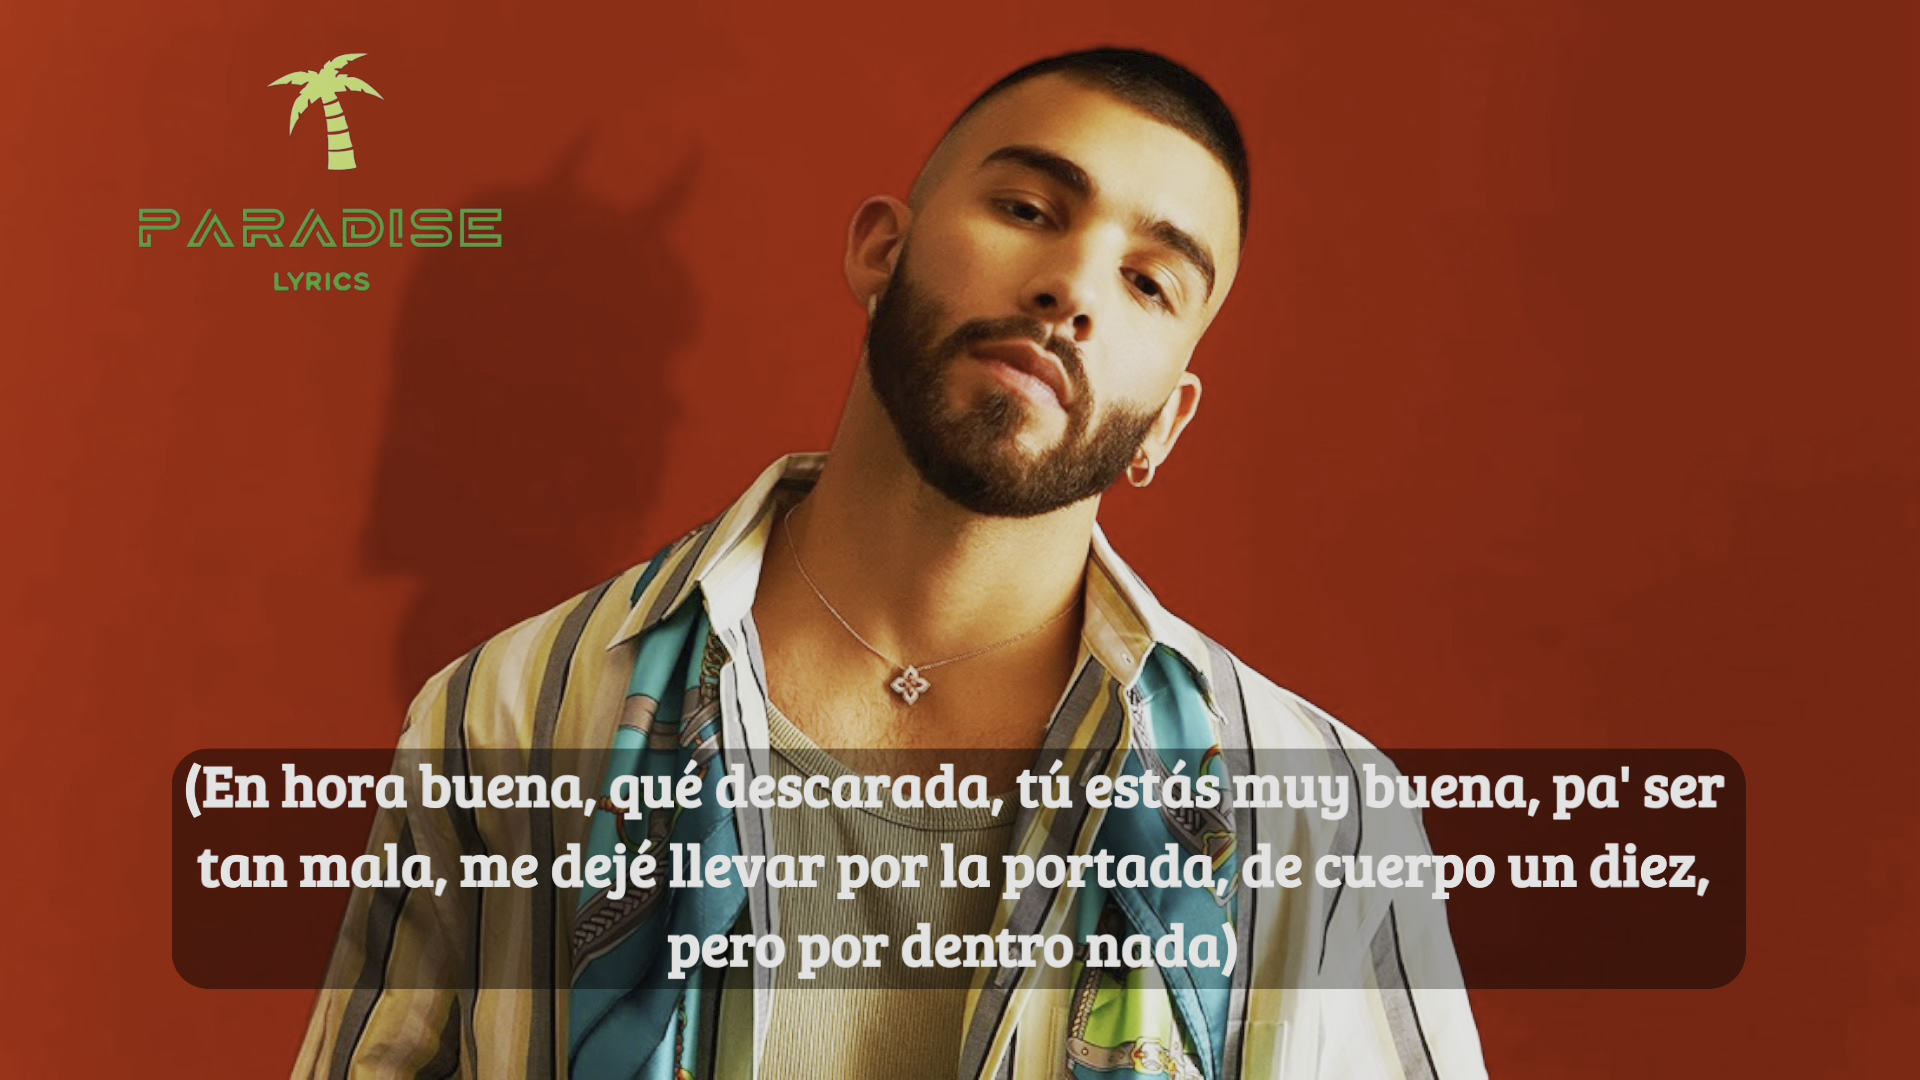 PARADISE
LYRICS
(En hora buena, qué descarada, tú estás muy buena, pa' ser
tan mala, me dejé llevar por la portada, de cuerpo un diez,
pero por dentro nada)